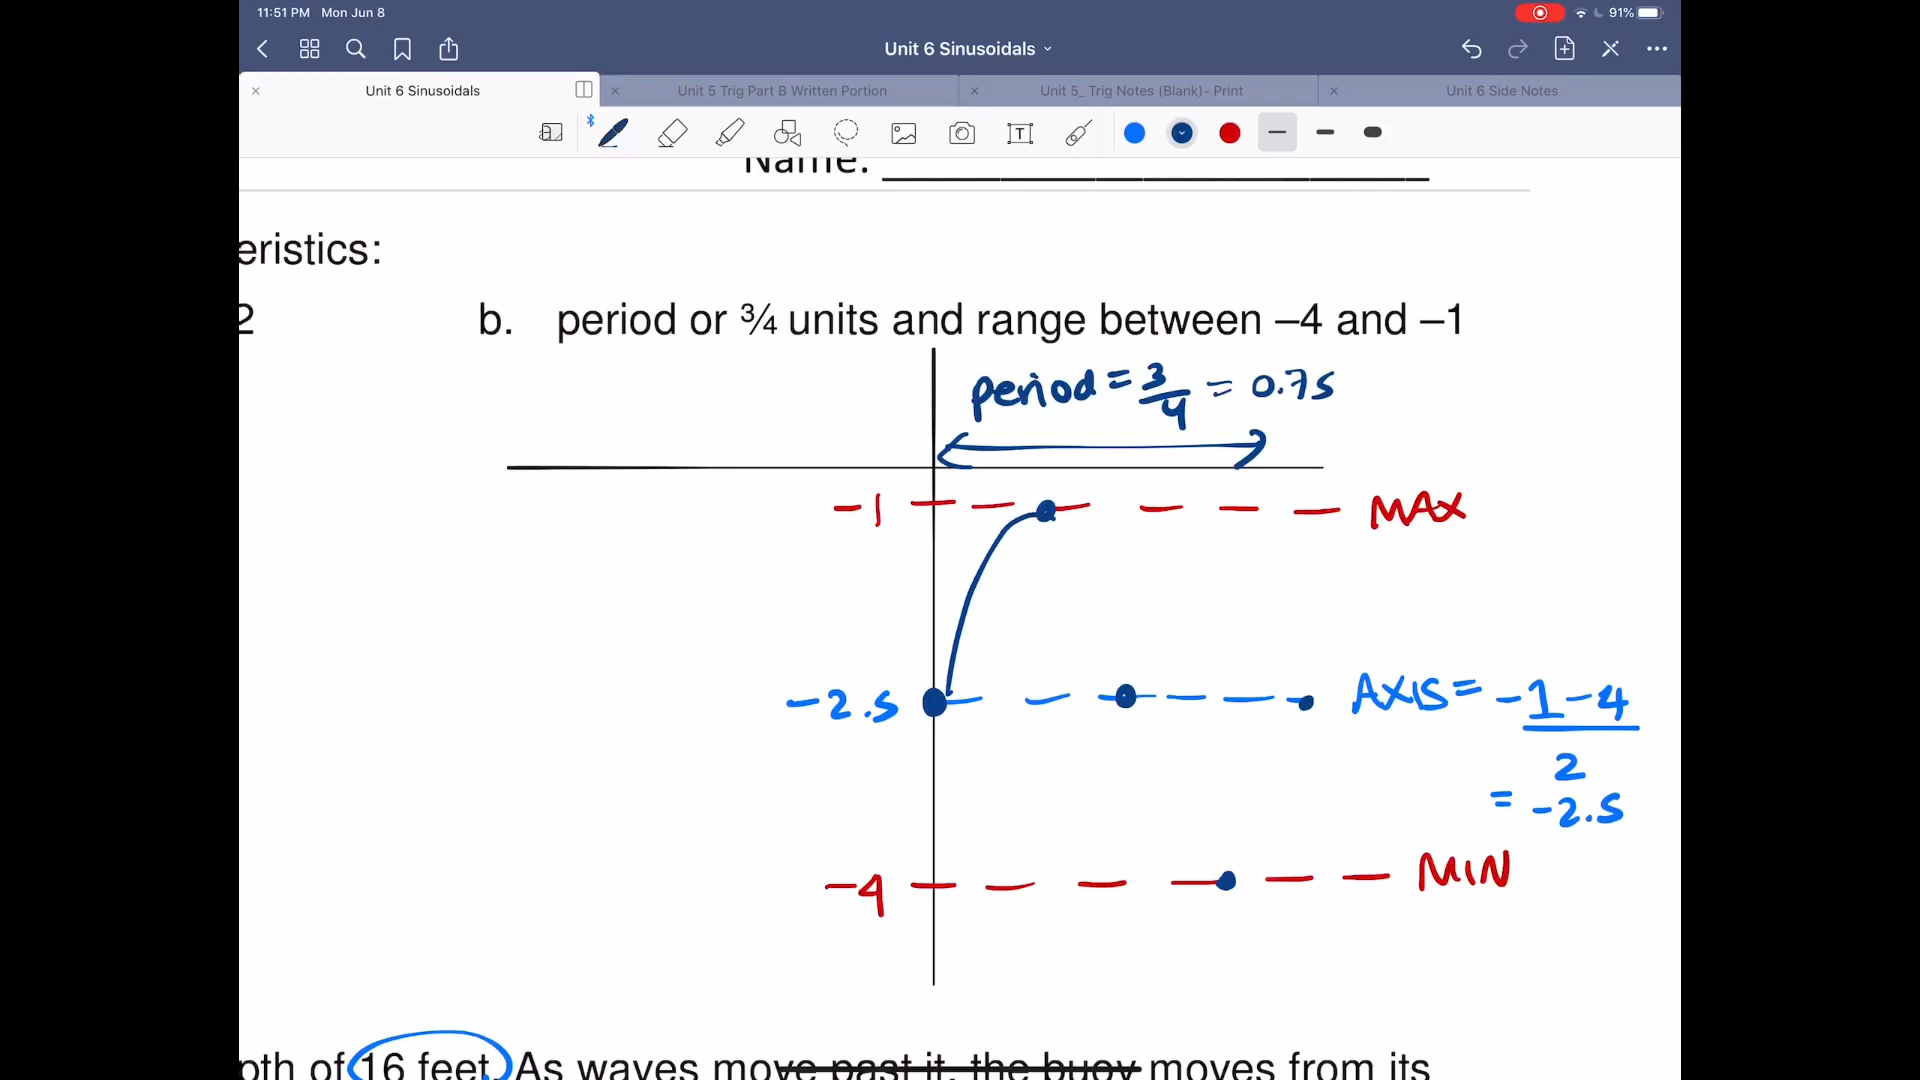 11:51 PM Mon Jun 8
91%
Unit 6 Sinusoidals
Unit 6 Sinusoidals
Unit 5 Trig Part B Written Portion
Unit 5_ Trig Notes (Blank)- Print
Unit 6 Side Notes
T
Name:
eristics:
2
b. period or ¾ units and range between –4 and –1
period = 3/4 = 0.75
-1
MAX
-2.5
AXIS = -1-4
2
= -2.5
-4
MIN
pth of 16 feet. As waves move past it, the buoy moves from its